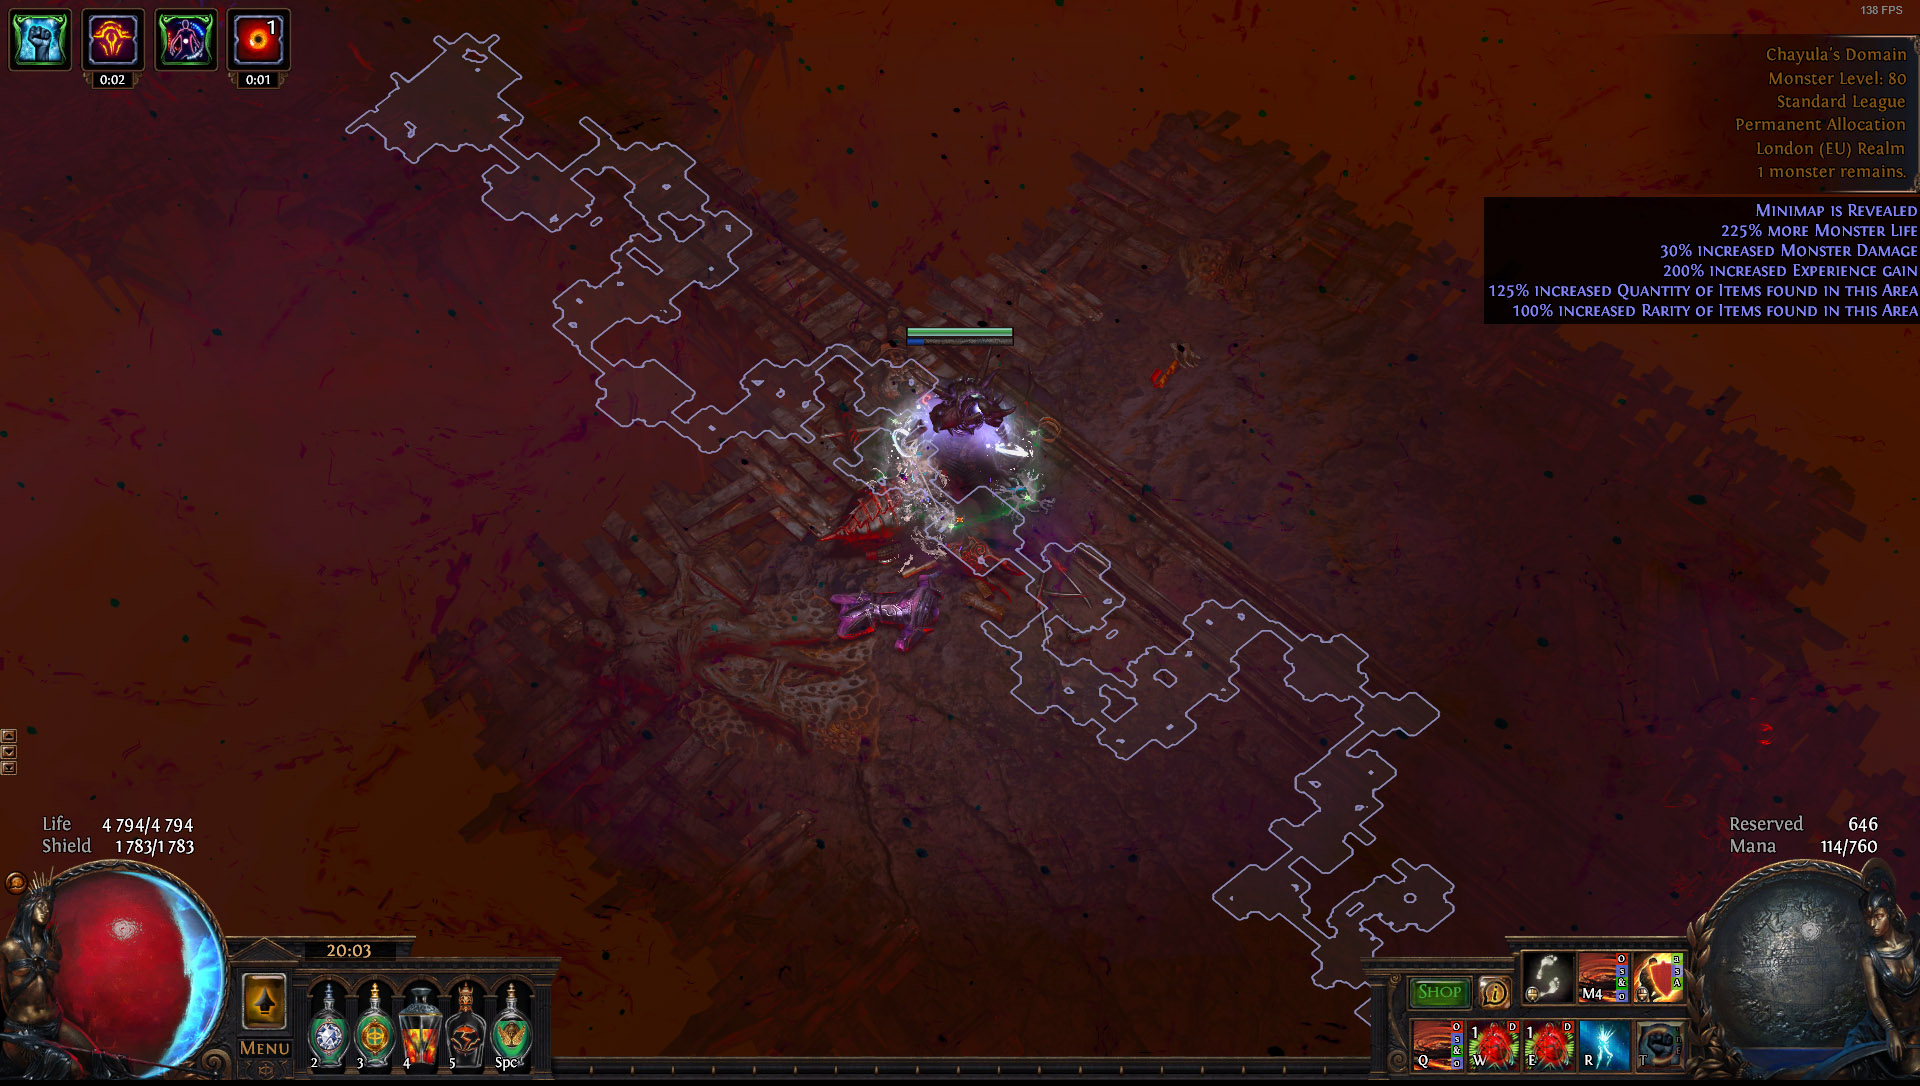 138 FPS
1
0:02
0:01
Chayula's Domain
Monster Level: 80
Standard League
Permanent Allocation
London (EU) Realm
1 monster remains.
Minimap is Revealed
225% more Monster Life
30% increased Monster Damage
200% increased Experience gain
125% increased Quantity of Items found in this Area
100% increased Rarity of Items found in this Area
Life 4 794/4 794
Shield 1 783/1 783
Reserved 646
Mana 114/760
20:03
Menu
2 3 4 5 Spc
Shop
M4
Q 1 W 1 E R T